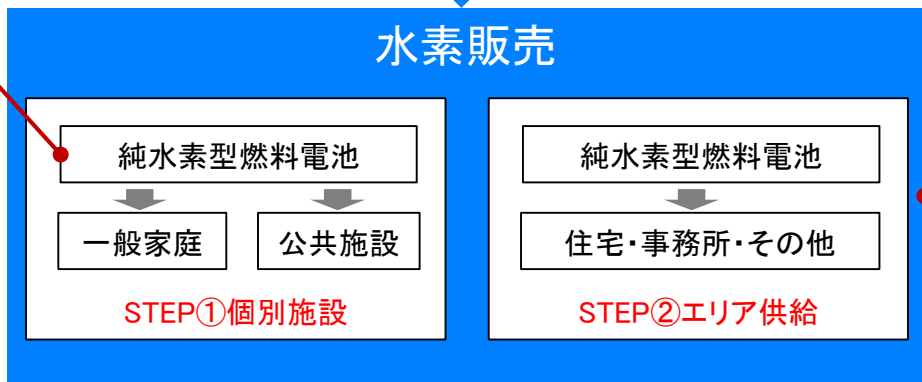 水素販売
純水素型燃料電池
一般家庭
公共施設
STEP①個別施設
純水素型燃料電池
住宅・事務所・その他
STEP②エリア供給